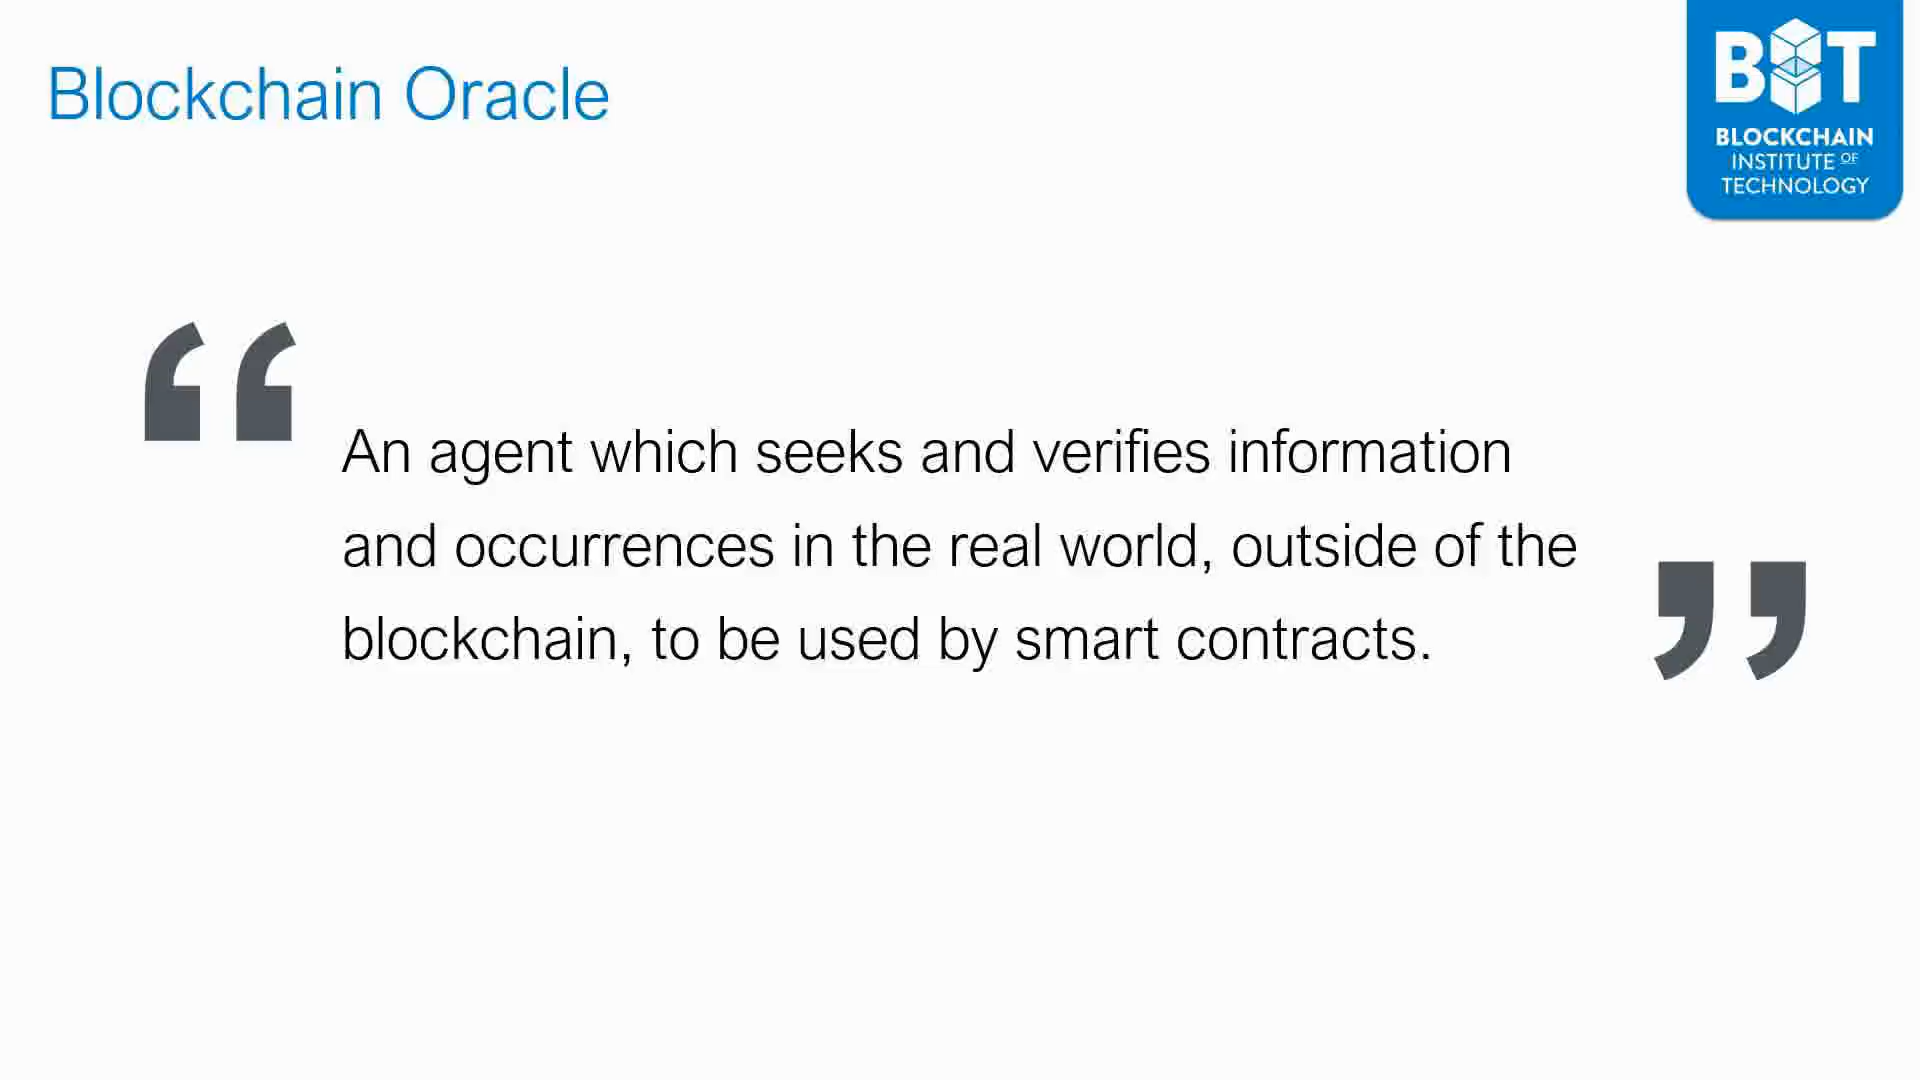 Blockchain Oracle
BIT
BLOCKCHAIN
INSTITUTE OF
TECHNOLOGY
“
An agent which seeks and verifies information
and occurrences in the real world, outside of the
blockchain, to be used by smart contracts.
”